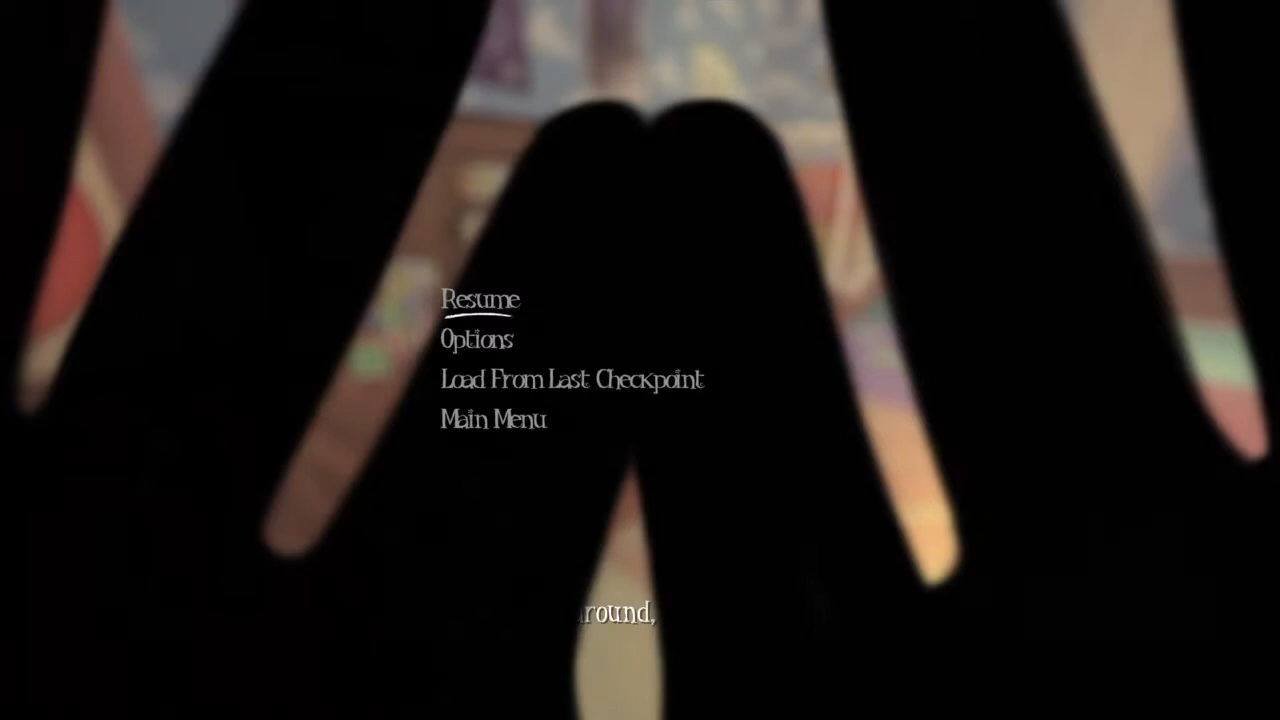 Resume
Options
Load From Last Checkpoint
Main Menu
around,